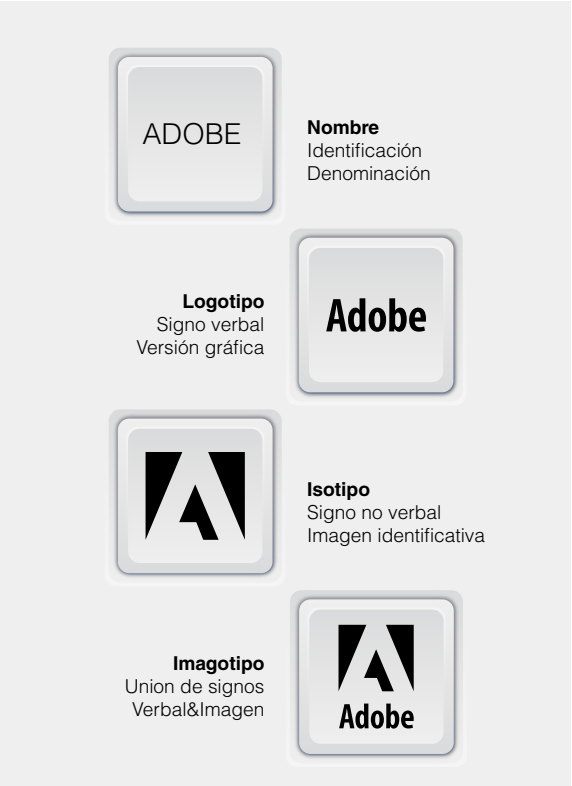 ADOBE
Nombre
Identificación
Denominación
Logotipo
Signo verbal
Versión gráfica
Adobe
Isotipo
Signo no verbal
Imagen identificativa
Imagotipo
Union de signos
Verbal&Imagen
Adobe